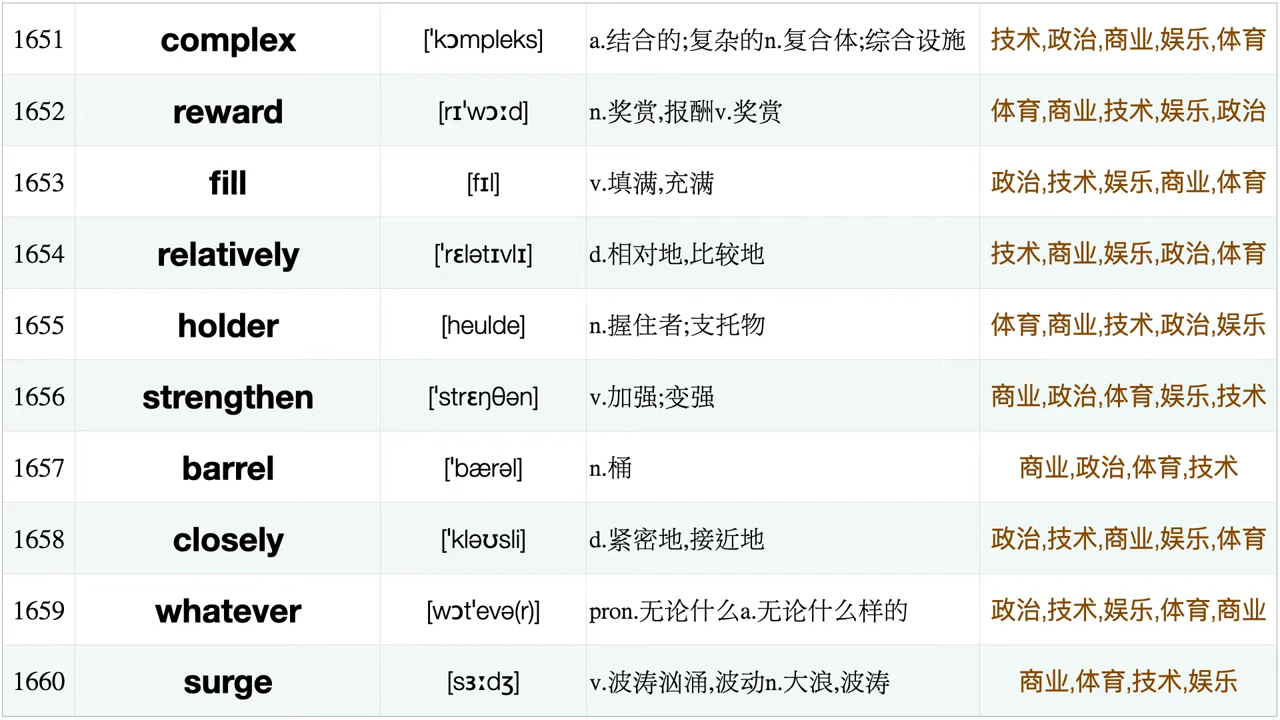 1651 complex [ˈkɔmpleks] a.结合的;复杂的n.复合体;综合设施 技术,政治,商业,娱乐,体育
1652 reward [rɪˈwɔːd] n.奖赏,报酬v.奖赏 体育,商业,技术,娱乐,政治
1653 fill [fɪl] v.填满,充满 政治,技术,娱乐,商业,体育
1654 relatively [ˈrɛlətɪvlɪ] d.相对地,比较地 技术,商业,娱乐,政治,体育
1655 holder [heulde] n.握住者;支托物 体育,商业,技术,政治,娱乐
1656 strengthen [ˈstrɛŋθən] v.加强;变强 商业,政治,体育,娱乐,技术
1657 barrel [ˈbærəl] n.桶 商业,政治,体育,技术
1658 closely [ˈkləʊsli] d.紧密地,接近地 政治,技术,商业,娱乐,体育
1659 whatever [wɔtˈevə(r)] pron.无论什么a.无论什么样的 政治,技术,娱乐,体育,商业
1660 surge [sɜːdʒ] v.波涛汹涌,波动n.大浪,波涛 商业,体育,技术,娱乐